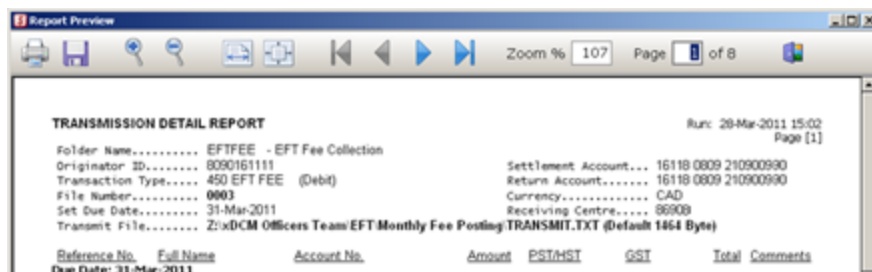 Report Preview
Zoom % 107 Page 1 of 8
TRANSMISSION DETAIL REPORT Run: 28-Mar-2011 15:02
Page [1]
Folder Name.......... EFTFEE - EFT Fee Collection
Originator ID........ 8090161111 Settlement Account... 16118 0809 210900990
Transaction Type..... 450 EFT FEE (Debit) Return Account....... 16118 0809 210900990
File Number.......... 0003 Currency............. CAD
Set Due Date......... 31-Mar-2011 Receiving Centre..... 86908
Transmit File........ Z:\xDCM Officers Team\EFT\Monthly Fee Posting\TRANSMIT.TXT (Default 1464 Byte)
Reference No. Full Name Account No. Amount PST/HST GST Total Comments
Due Date: 31-Mar-2011